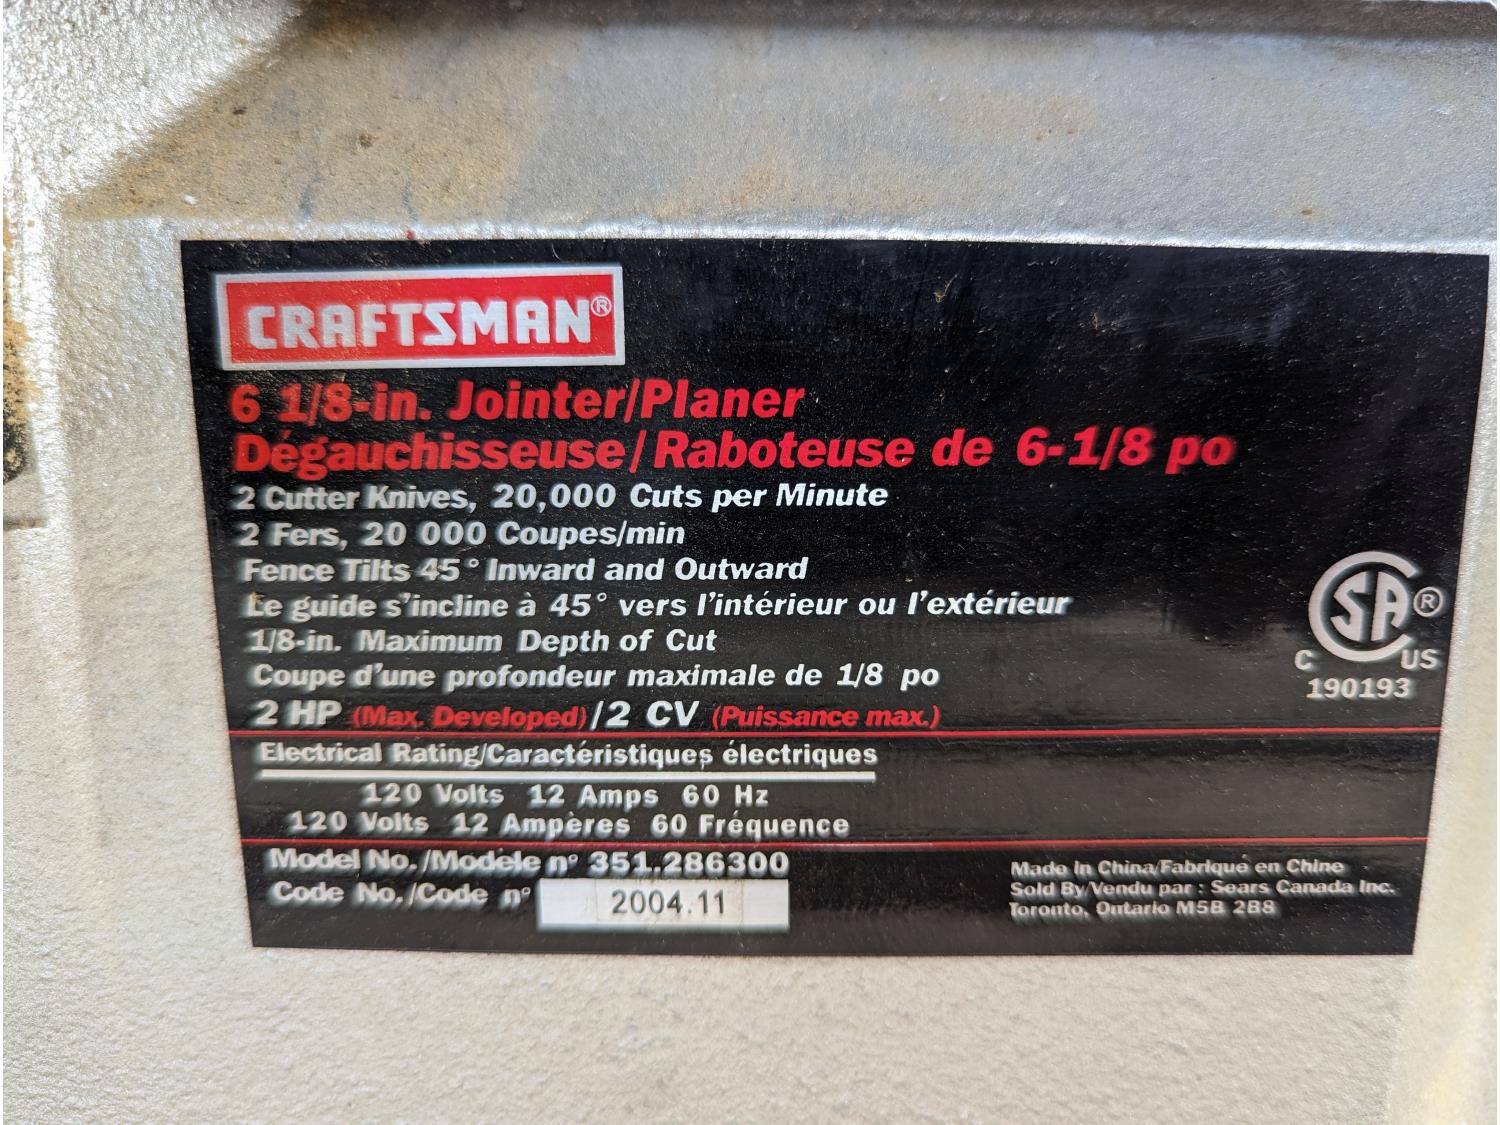 CRAFTSMAN®
6 1/8-in. Jointer/Planer
Dégauchisseuse/Raboteuse de 6-1/8 po
2 Cutter Knives, 20,000 Cuts per Minute
2 Fers, 20 000 Coupes/min
Fence Tilts 45° Inward and Outward
Le guide s'incline à 45° vers l'intérieur ou l'extérieur
1/8-in. Maximum Depth of Cut
Coupe d'une profondeur maximale de 1/8 po
2 HP (Max. Developed)/2 CV (Puissance max.)
SA®
C US
190193
Electrical Rating/Caractéristiques électriques
120 Volts 12 Amps 60 Hz
120 Volts 12 Ampères 60 Fréquence
Model No./Modèle n° 351.286300
Code No./Code n° 2004.11
Made in China/Fabriqué en Chine
Sold By/Vendu par : Sears Canada Inc.
Toronto, Ontario M5B 2B8